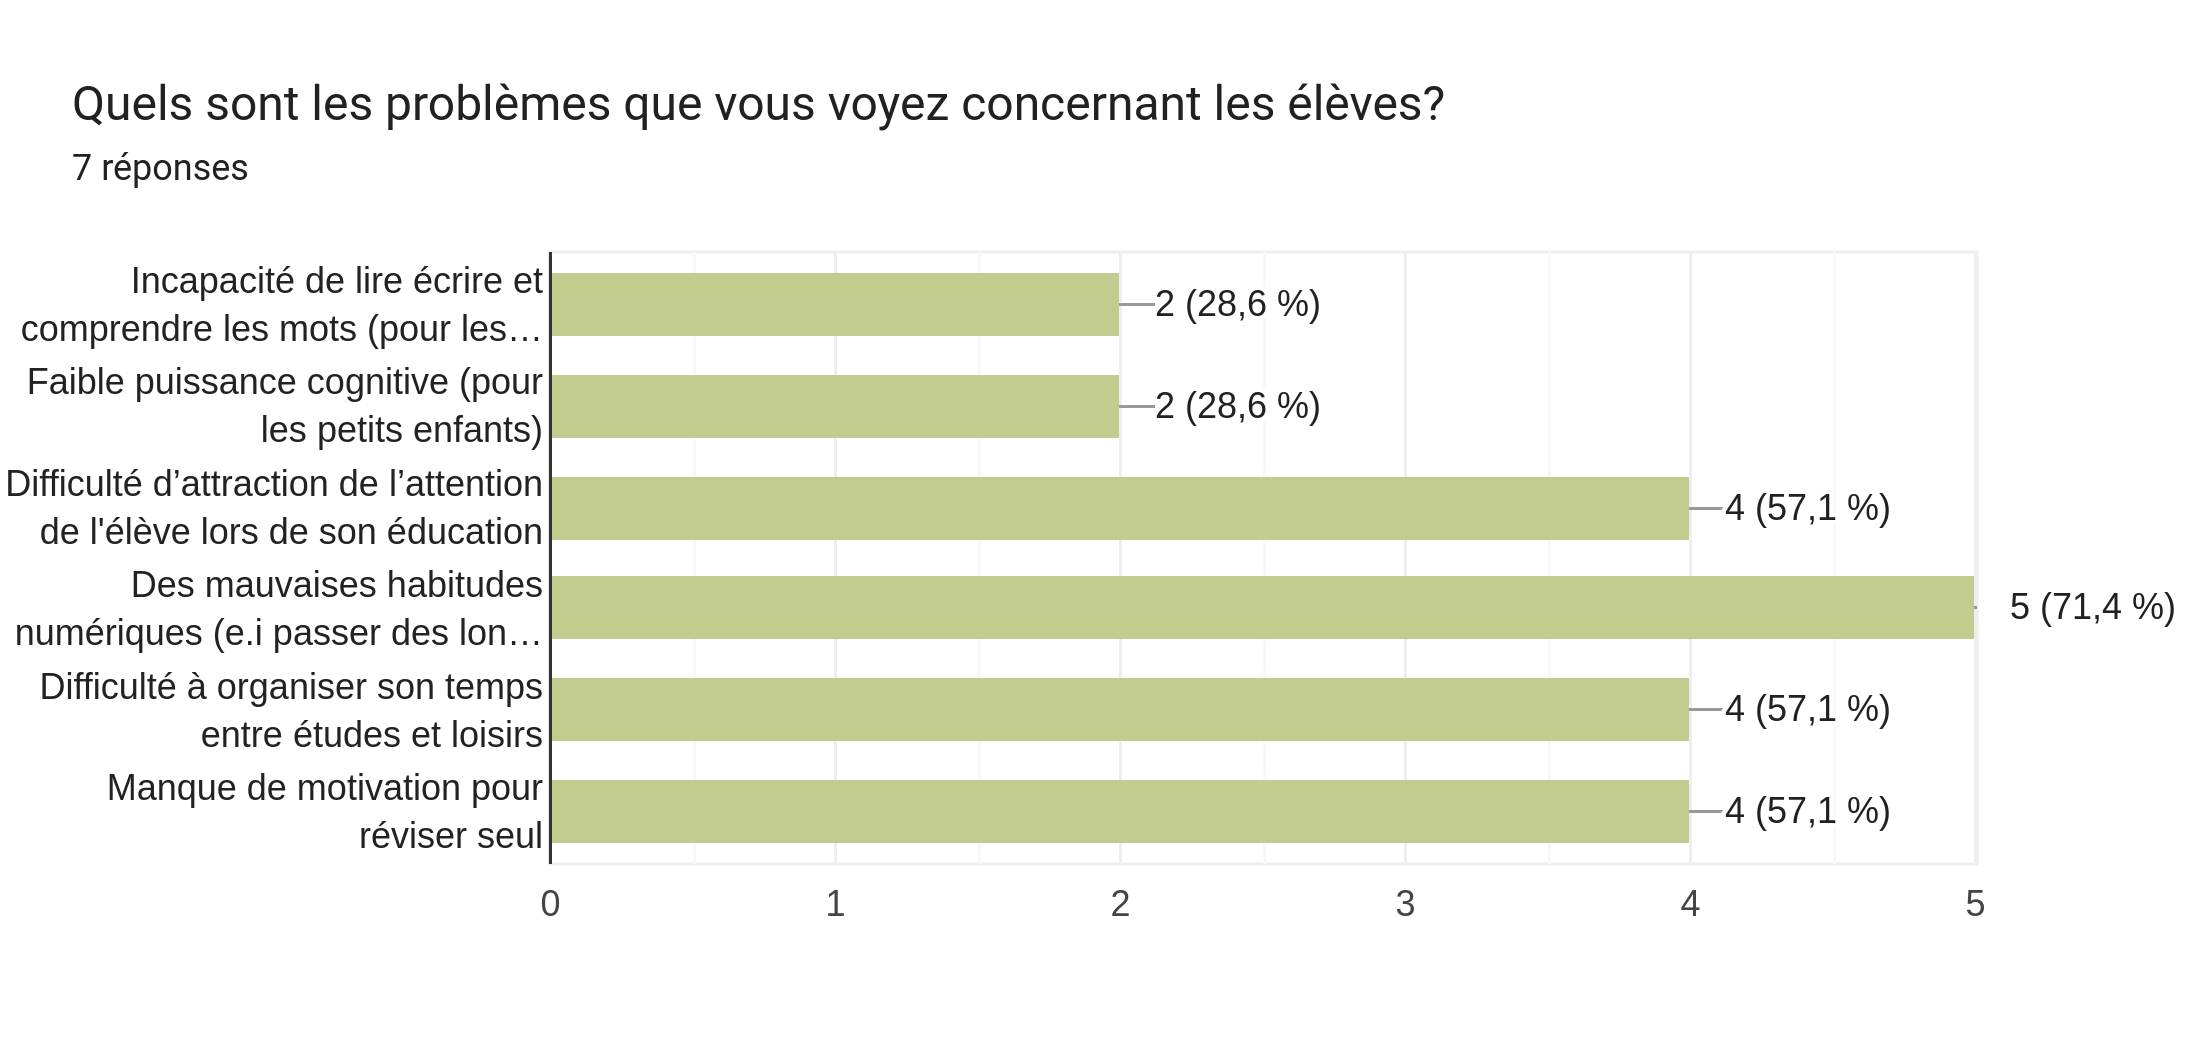 Quels sont les problèmes que vous voyez concernant les élèves?
7 réponses
Incapacité de lire écrire et
comprendre les mots (pour les…
2 (28,6 %)
Faible puissance cognitive (pour
les petits enfants)
2 (28,6 %)
Difficulté d’attraction de l’attention
de l'élève lors de son éducation
4 (57,1 %)
Des mauvaises habitudes
numériques (e.i passer des lon…
5 (71,4 %)
Difficulté à organiser son temps
entre études et loisirs
4 (57,1 %)
Manque de motivation pour
réviser seul
4 (57,1 %)
0 1 2 3 4 5